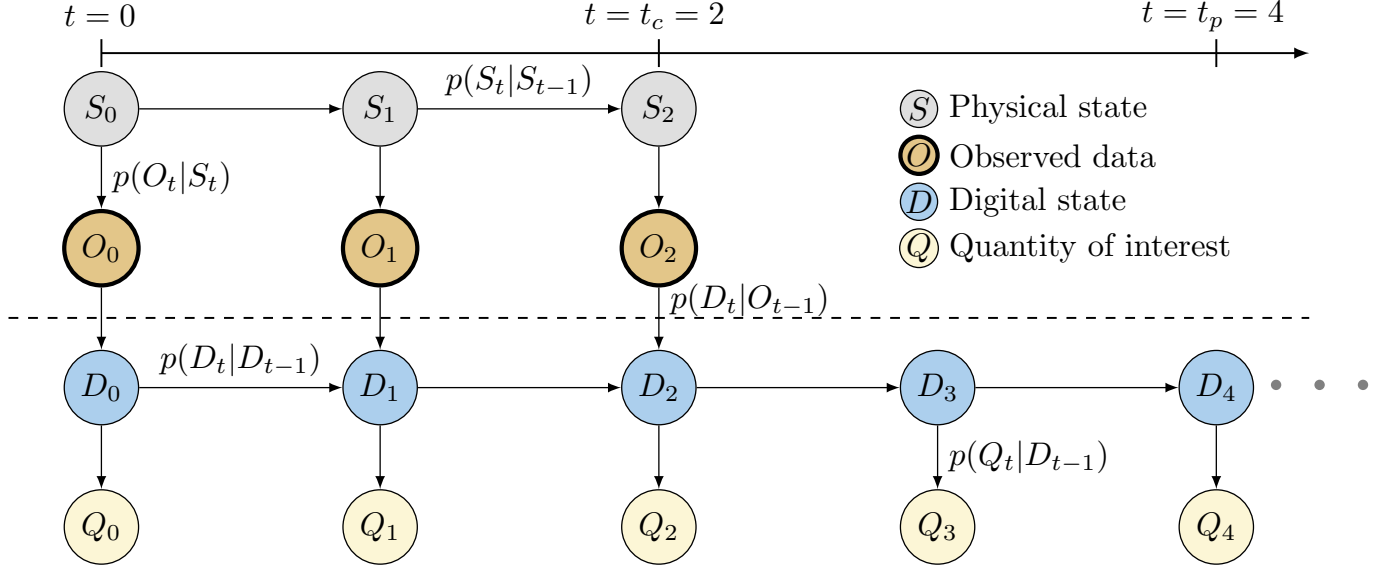 t = 0
t = t_c = 2
t = t_p = 4
p(S_t|S_{t−1})
S_0
S_1
S_2
S Physical state
p(O_t|S_t)
O Observed data
D Digital state
O_0
O_1
O_2
Q Quantity of interest
p(D_t|O_{t−1})
p(D_t|D_{t−1})
D_0
D_1
D_2
D_3
D_4
p(Q_t|D_{t−1})
Q_0
Q_1
Q_2
Q_3
Q_4